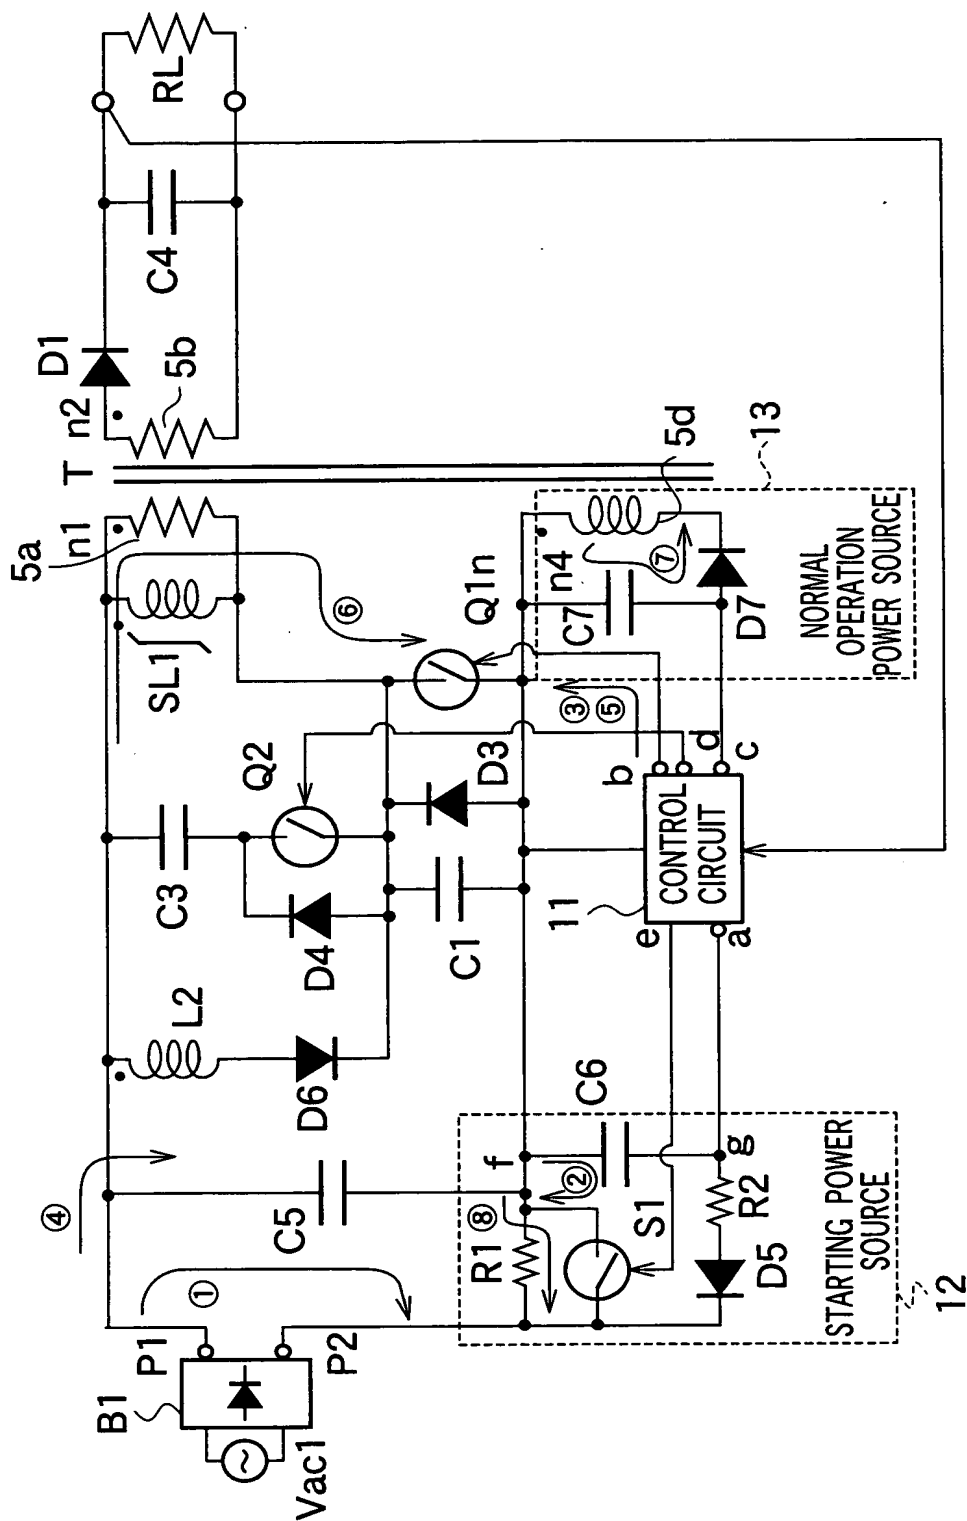 Vac1
B1
P1
P2
④
①
C5
L2
D6
C3
D4
Q2
C1
D3
SL1
⑥
5a
n1
T
n2
5b
D1
C4
RL
f
⑧
R1
②
C6
S1
g
R2
D5
STARTING POWER
SOURCE
12
11
e
a
CONTROL
CIRCUIT
b
d
c
③
⑤
Q1n
C7
n4
⑦
5d
D7
13
NORMAL
OPERATION
POWER SOURCE